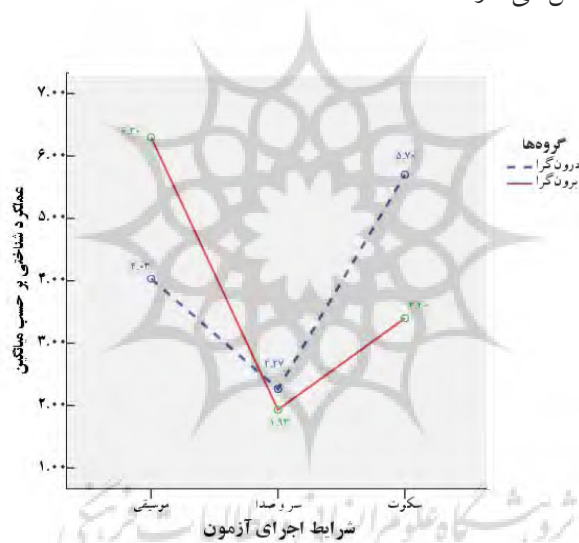 ۷.۰۰
۶.۰۰
۵.۰۰
۴.۰۰
۳.۰۰
۲.۰۰
۱.۰۰
عملکرد شناختی بر حسب میانگین
۶.۳۰
۵.۷۰
۴.۰۳
۳.۴۰
۲.۲۷
۱.۹۳
گروه‌ها
درون‌گرا
برون‌گرا
موسیقی
سر و صدا
سکوت
شرایط اجرای آزمون